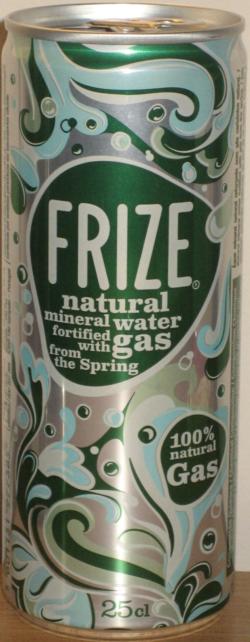 FRIZE
natural
mineral water
fortified
with gas
from
the Spring
100%
natural
Gas
25cl